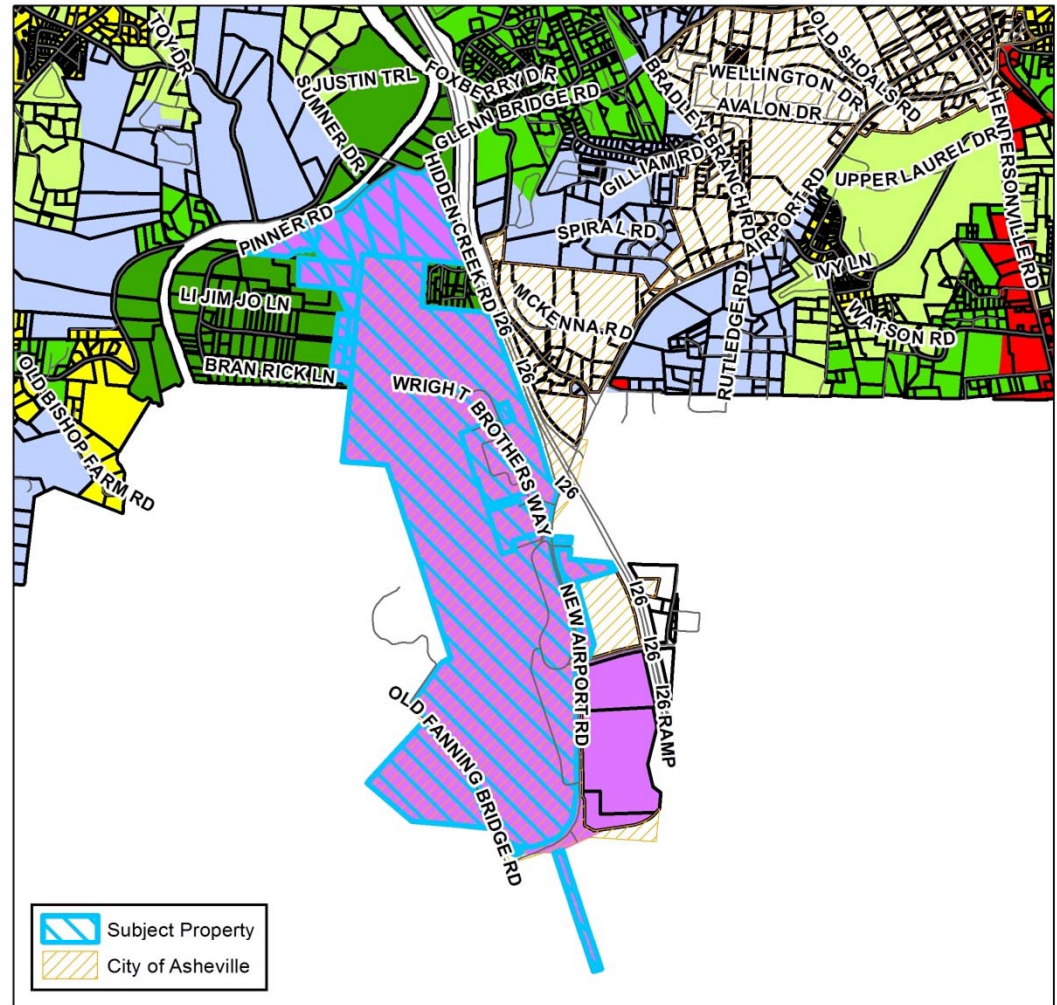 TOY DR
JUSTIN TRL
SUMNER DR
FOXBERRY DR
GLENN BRIDGE RD
BRADLEY BRANCH RD
OLD SHOALS RD
WELLINGTON DR
AVALON DR
HENDERSONVILLE RD
GILLIAM RD
UPPER LAUREL DR
HIDDEN CREEK RD
AIRPORT RD
PINNER RD
SPIRAL RD
IVY LN
LI JIM JO LN
MCKENNA RD
RUTLEDGE RD
WATSON RD
I26
I26
BRAN RICK LN
WRIGHT BROTHERS WAY
OLD BISHOP FARM RD
I26
I26
NEW AIRPORT RD
I26
I26 RAMP
OLD FANNING BRIDGE RD
Subject Property
City of Asheville